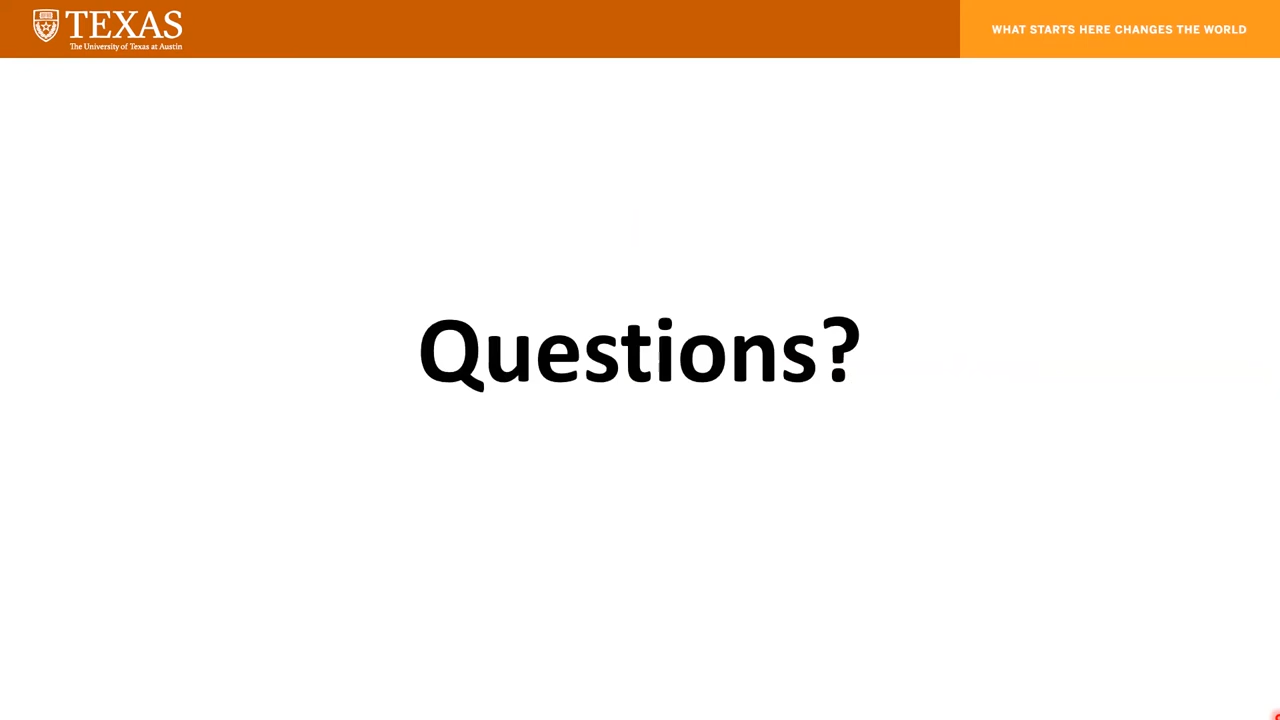 TEXAS
The University of Texas at Austin
WHAT STARTS HERE CHANGES THE WORLD
Questions?